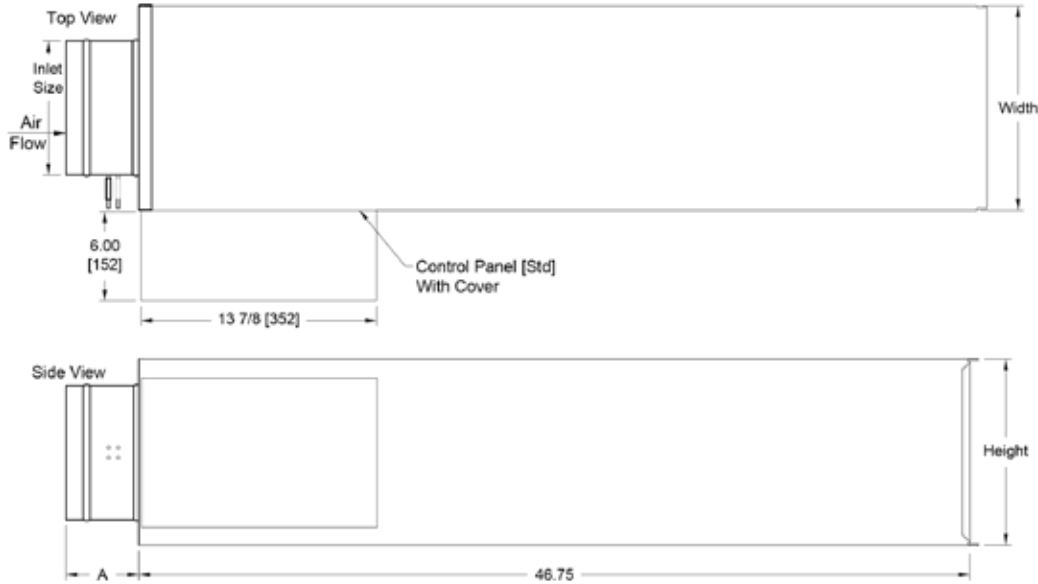 Top View
Inlet
Size
Air
Flow
Width
6.00
[152]
Control Panel [Std]
With Cover
13 7/8 [352]
Side View
Height
A
46.75